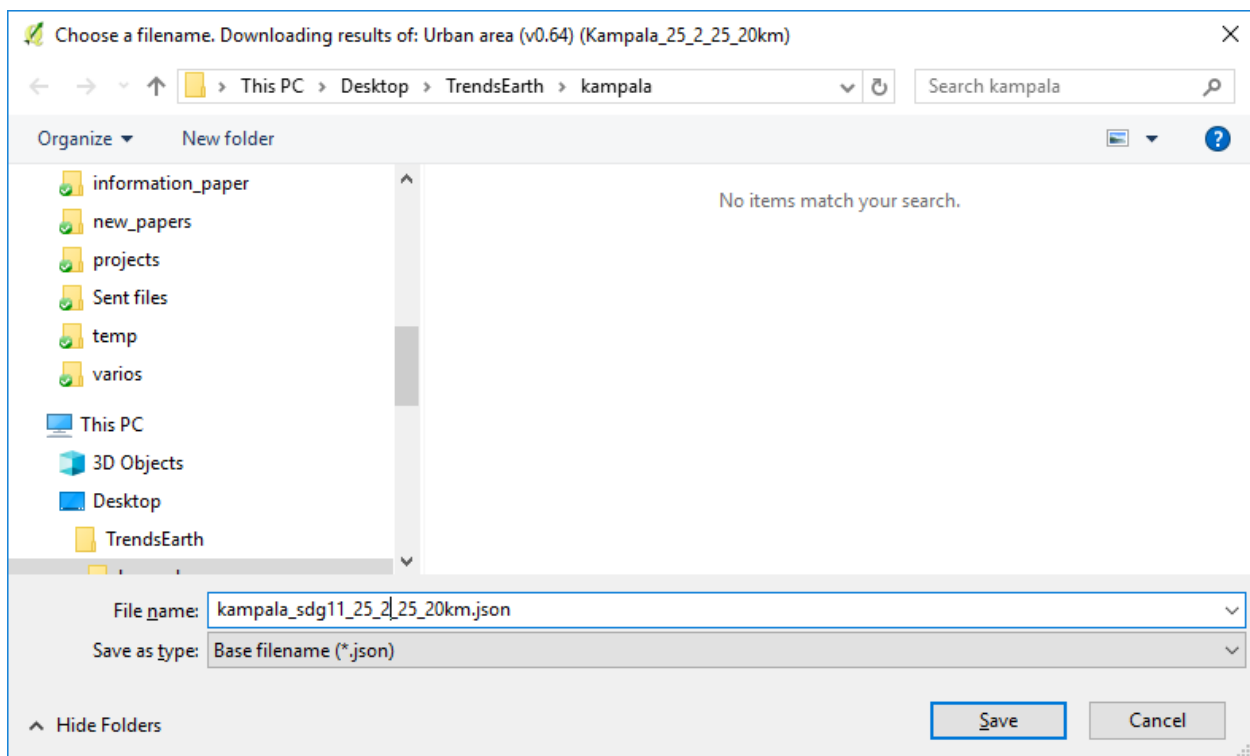 Choose a filename. Downloading results of: Urban area (v0.64) (Kampala_25_2_25_20km)
This PC > Desktop > TrendsEarth > kampala
Search kampala
Organize
New folder
information_paper
new_papers
projects
Sent files
temp
varios
This PC
3D Objects
Desktop
TrendsEarth
No items match your search.
File name: kampala_sdg11_25_2_25_20km.json
Save as type: Base filename (*.json)
Hide Folders
Save
Cancel